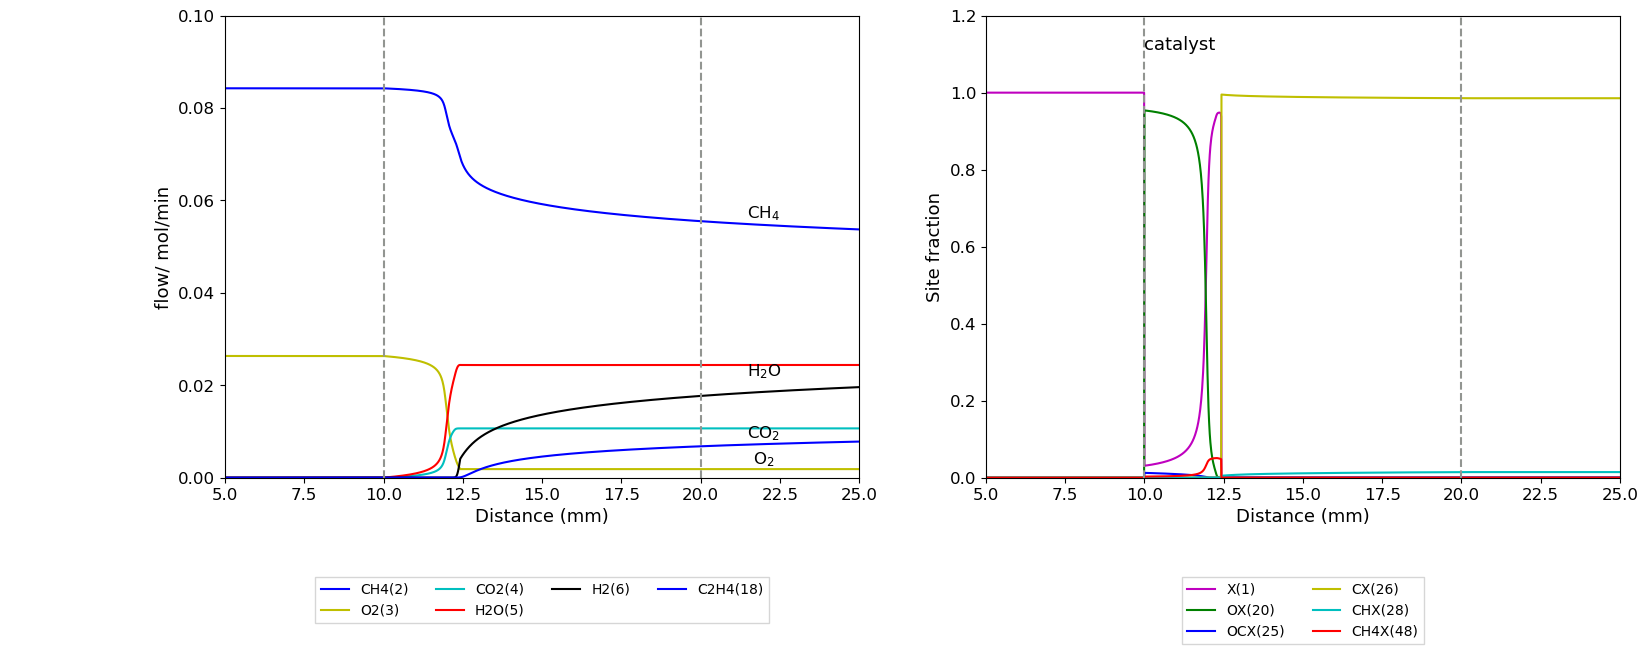 0.10
0.08
0.06
0.04
0.02
0.00
flow/ mol/min
CH₄
H₂O
CO₂
O₂
5.0 7.5 10.0 12.5 15.0 17.5 20.0 22.5 25.0
Distance (mm)
CH4(2) CO2(4) H2(6) C2H4(18)
O2(3) H2O(5)
1.2
1.0
0.8
0.6
0.4
0.2
0.0
Site fraction
catalyst
5.0 7.5 10.0 12.5 15.0 17.5 20.0 22.5 25.0
Distance (mm)
X(1) CX(26)
OX(20) CHX(28)
OCX(25) CH4X(48)